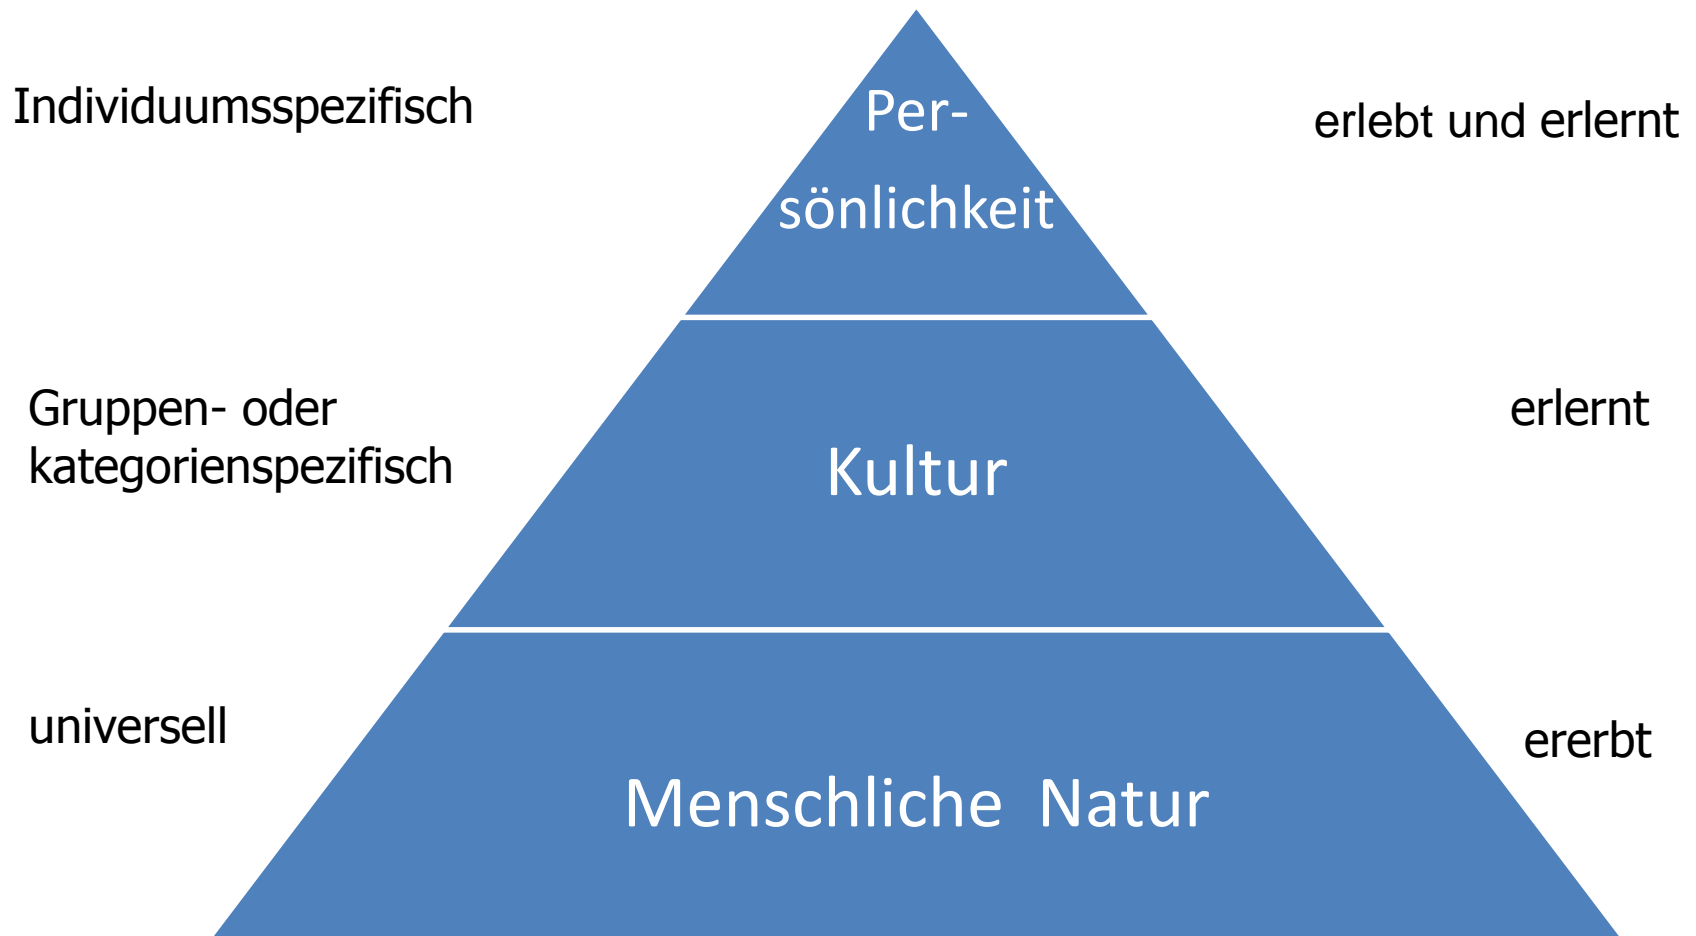 Individuumsspezifisch
Per-
sönlichkeit
erlebt und erlernt
Gruppen- oder
kategorienspezifisch
Kultur
erlernt
universell
Menschliche Natur
ererbt